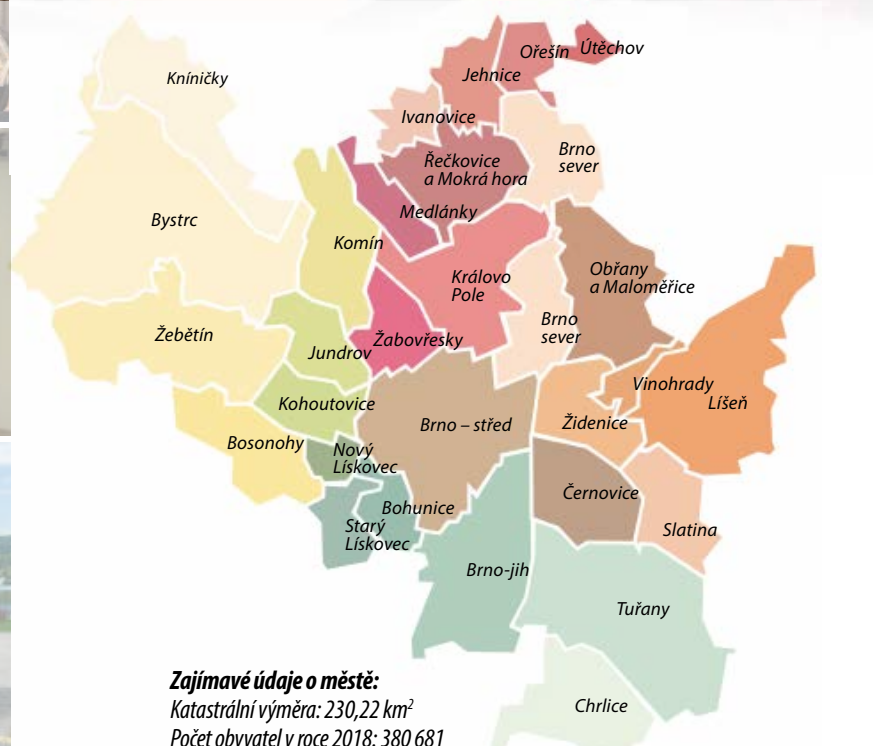 Kníničky
Ořešín
Útěchov
Jehnice
Ivanovice
Brno
sever
Řečkovice
a Mokrá hora
Medlánky
Bystrc
Komín
Královo
Pole
Obřany
a Maloměřice
Brno
sever
Žebětín
Jundrov
Žabovřesky
Vinohrady
Líšeň
Kohoutovice
Brno – střed
Židenice
Bosonohy
Nový
Lískovec
Černovice
Bohunice
Starý
Lískovec
Slatina
Brno-jih
Tuřany
Chrlice
Zajímavé údaje o městě:
Katastrální výměra: 230,22 km²
Počet obyvatel v roce 2018: 380 681